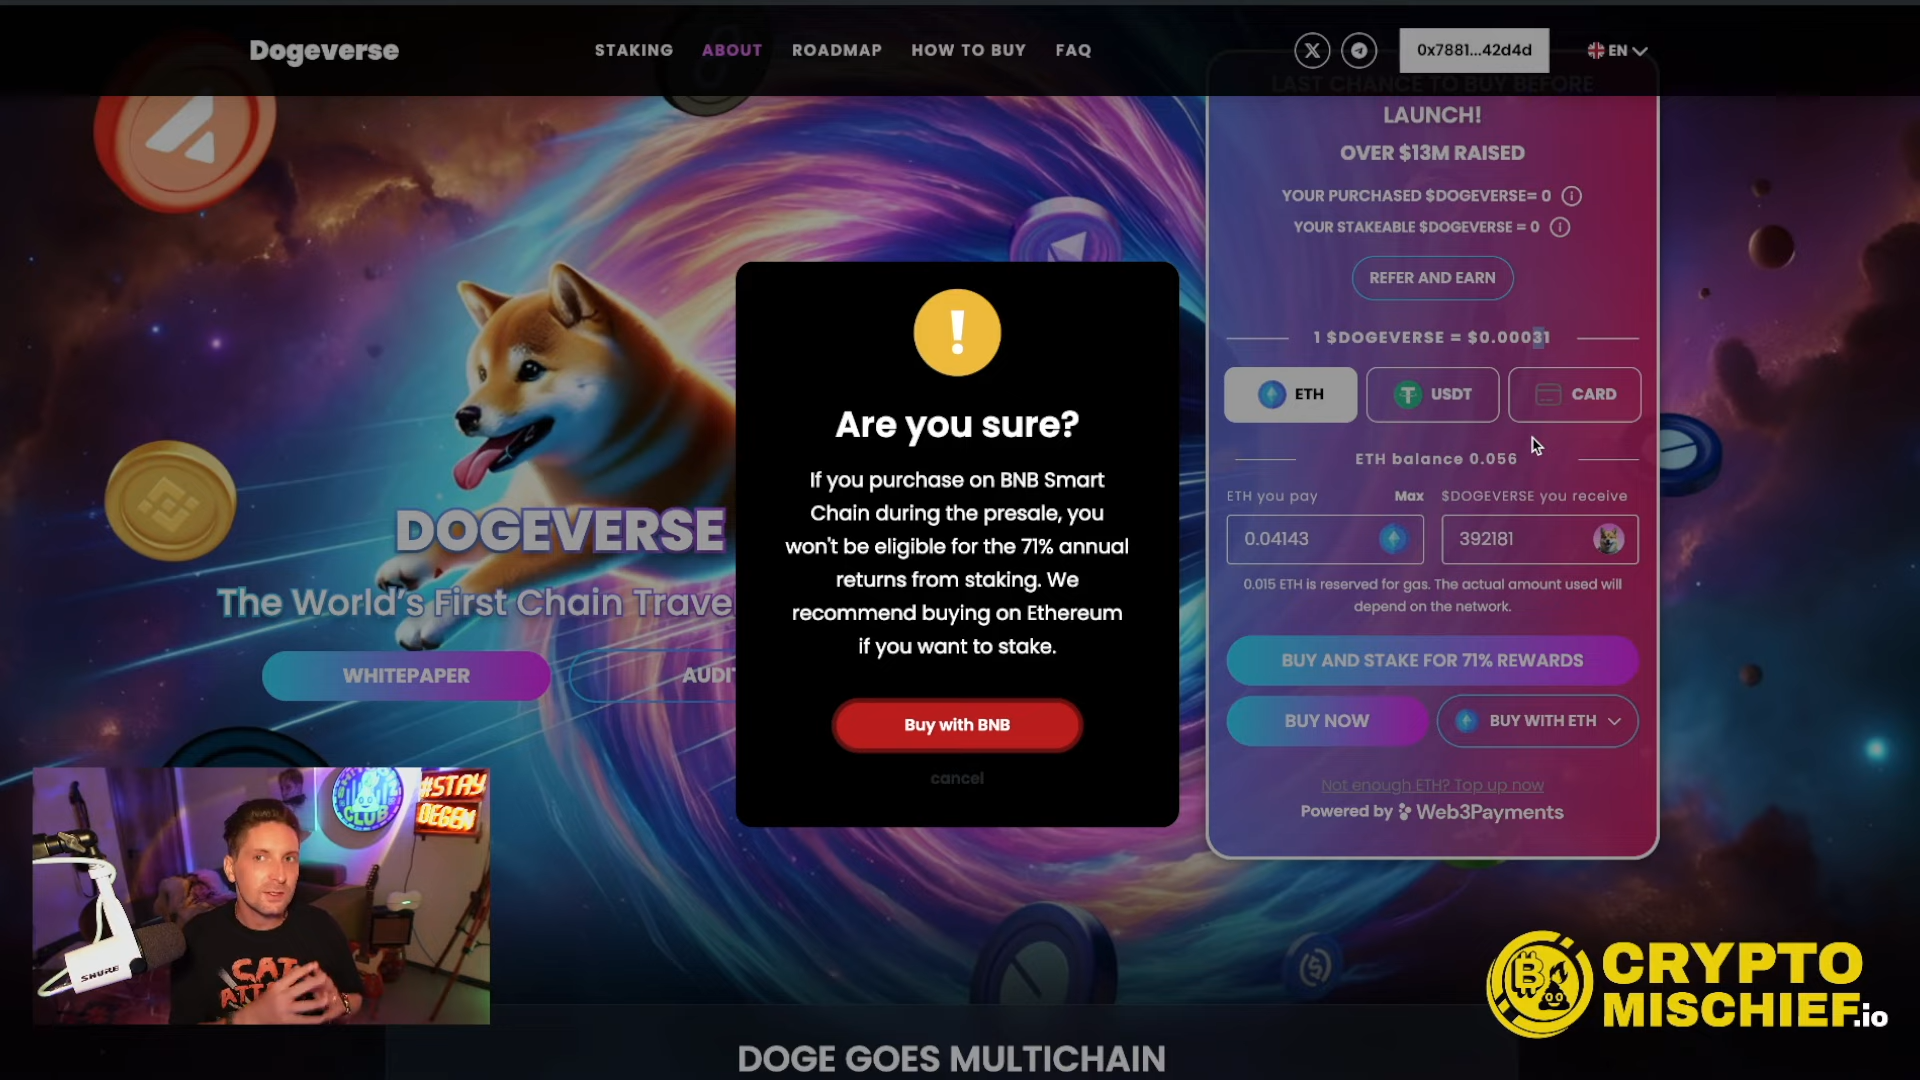 Dogeverse
STAKING
ABOUT
ROADMAP
HOW TO BUY
FAQ
0x7881...42d4d
EN
LAST CHANCE TO BUY BEFORE
LAUNCH!
OVER $13M RAISED
YOUR PURCHASED $DOGEVERSE= 0
YOUR STAKEABLE $DOGEVERSE = 0
REFER AND EARN
1 $DOGEVERSE = $0.00031
ETH
USDT
CARD
ETH balance 0.056
ETH you pay
Max
$DOGEVERSE you receive
0.04143
392181
0.015 ETH is reserved for gas. The actual amount used will
depend on the network.
BUY AND STAKE FOR 71% REWARDS
BUY NOW
BUY WITH ETH
Not enough ETH? Top up now
Powered by Web3Payments
!
Are you sure?
If you purchase on BNB Smart
Chain during the presale, you
won't be eligible for the 71% annual
returns from staking. We
recommend buying on Ethereum
if you want to stake.
Buy with BNB
cancel
DOGEVERSE
The World's First Chain Trave
WHITEPAPER
AUDIT
#STAY
DEGEN
CLUB
SHURE
CAT
CRYPTO
MISCHIEF.io
DOGE GOES MULTICHAIN